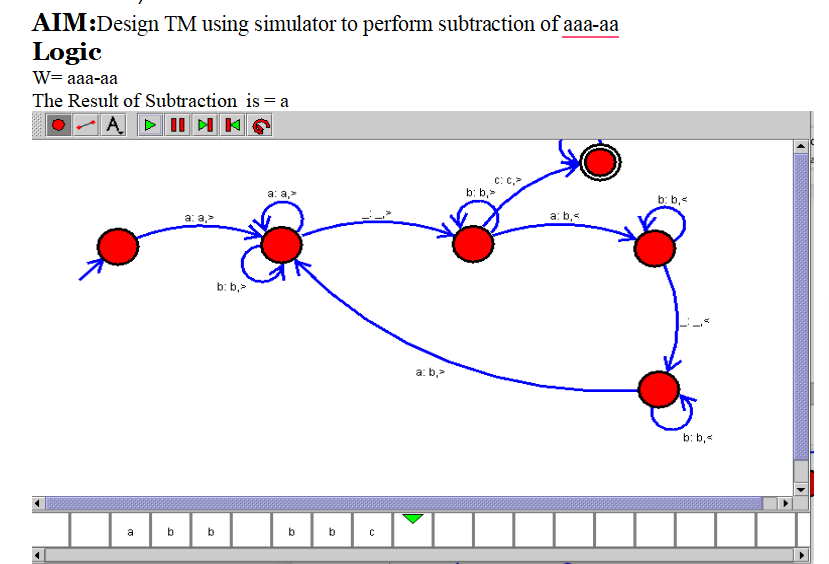 AIM:Design TM using simulator to perform subtraction of aaa-aa
Logic
W= aaa-aa
The Result of Subtraction is = a
A
c: c,>
a: a,>
b: b,>
b: b,<
a: a,>
_: _,>
a: b,<
b: b,>
_: _,<
a: b,>
b: b,<
a b b b b c